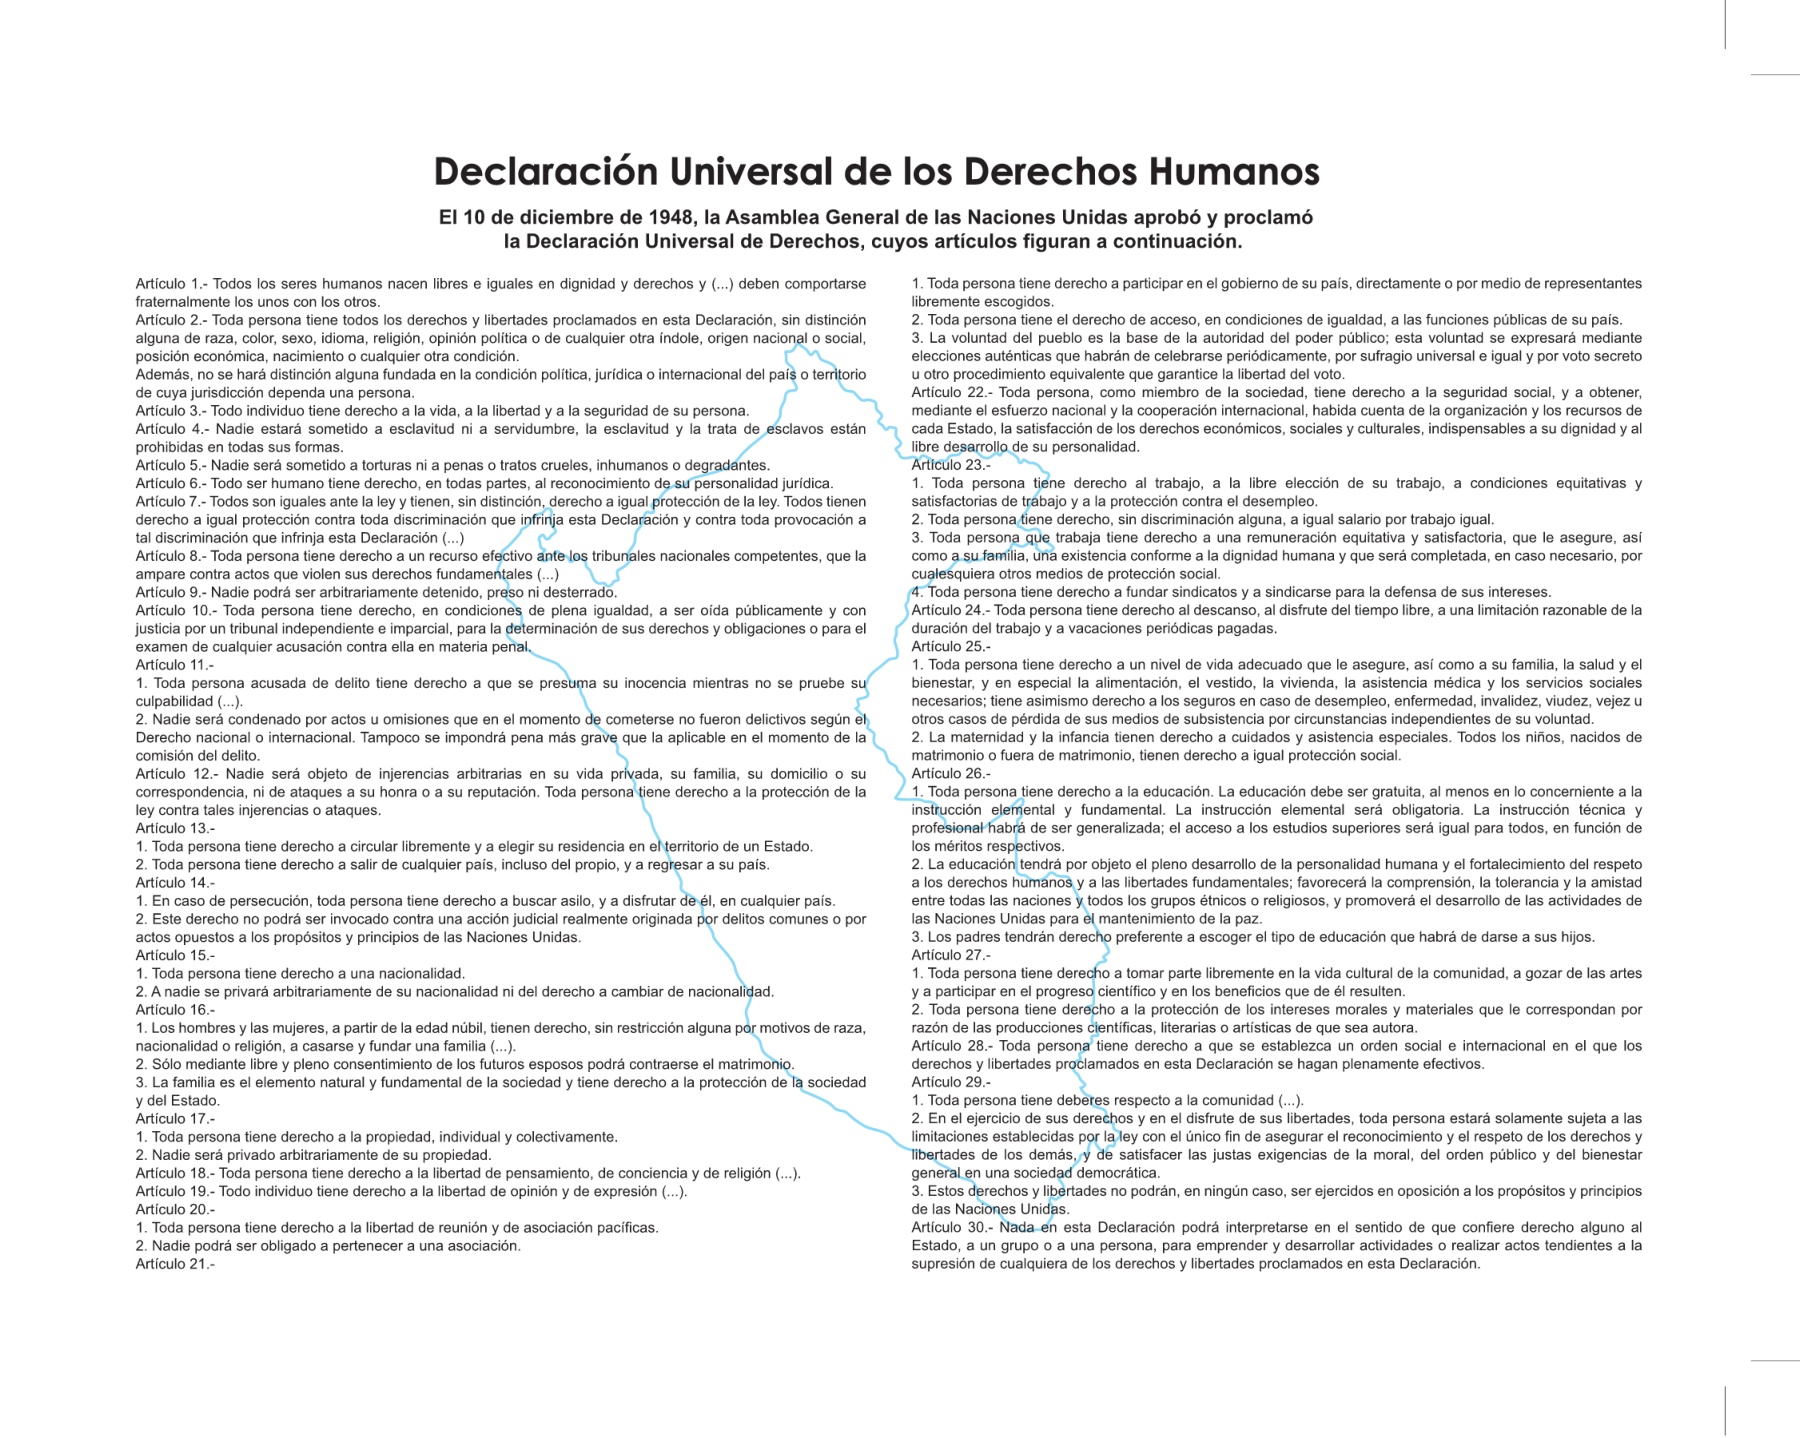 Declaración Universal de los Derechos Humanos
El 10 de diciembre de 1948, la Asamblea General de las Naciones Unidas aprobó y proclamó
la Declaración Universal de Derechos, cuyos artículos figuran a continuación.
Artículo 1.- Todos los seres humanos nacen libres e iguales en dignidad y derechos y (...) deben comportarse
fraternalmente los unos con los otros.
Artículo 2.- Toda persona tiene todos los derechos y libertades proclamados en esta Declaración, sin distinción
alguna de raza, color, sexo, idioma, religión, opinión política o de cualquier otra índole, origen nacional o social,
posición económica, nacimiento o cualquier otra condición.
Además, no se hará distinción alguna fundada en la condición política, jurídica o internacional del país o territorio
de cuya jurisdicción dependa una persona.
Artículo 3.- Todo individuo tiene derecho a la vida, a la libertad y a la seguridad de su persona.
Artículo 4.- Nadie estará sometido a esclavitud ni a servidumbre, la esclavitud y la trata de esclavos están
prohibidas en todas sus formas.
Artículo 5.- Nadie será sometido a torturas ni a penas o tratos crueles, inhumanos o degradantes.
Artículo 6.- Todo ser humano tiene derecho, en todas partes, al reconocimiento de su personalidad jurídica.
Artículo 7.- Todos son iguales ante la ley y tienen, sin distinción, derecho a igual protección de la ley. Todos tienen
derecho a igual protección contra toda discriminación que infrinja esta Declaración y contra toda provocación a
tal discriminación que infrinja esta Declaración (...)
Artículo 8.- Toda persona tiene derecho a un recurso efectivo ante los tribunales nacionales competentes, que la
ampare contra actos que violen sus derechos fundamentales (...)
Artículo 9.- Nadie podrá ser arbitrariamente detenido, preso ni desterrado.
Artículo 10.- Toda persona tiene derecho, en condiciones de plena igualdad, a ser oída públicamente y con
justicia por un tribunal independiente e imparcial, para la determinación de sus derechos y obligaciones o para el
examen de cualquier acusación contra ella en materia penal.
Artículo 11.-
1. Toda persona acusada de delito tiene derecho a que se presuma su inocencia mientras no se pruebe su
culpabilidad (...).
2. Nadie será condenado por actos u omisiones que en el momento de cometerse no fueron delictivos según el
Derecho nacional o internacional. Tampoco se impondrá pena más grave que la aplicable en el momento de la
comisión del delito.
Artículo 12.- Nadie será objeto de injerencias arbitrarias en su vida privada, su familia, su domicilio o su
correspondencia, ni de ataques a su honra o a su reputación. Toda persona tiene derecho a la protección de la
ley contra tales injerencias o ataques.
Artículo 13.-
1. Toda persona tiene derecho a circular libremente y a elegir su residencia en el territorio de un Estado.
2. Toda persona tiene derecho a salir de cualquier país, incluso del propio, y a regresar a su país.
Artículo 14.-
1. En caso de persecución, toda persona tiene derecho a buscar asilo, y a disfrutar de él, en cualquier país.
2. Este derecho no podrá ser invocado contra una acción judicial realmente originada por delitos comunes o por
actos opuestos a los propósitos y principios de las Naciones Unidas.
Artículo 15.-
1. Toda persona tiene derecho a una nacionalidad.
2. A nadie se privará arbitrariamente de su nacionalidad ni del derecho a cambiar de nacionalidad.
Artículo 16.-
1. Los hombres y las mujeres, a partir de la edad núbil, tienen derecho, sin restricción alguna por motivos de raza,
nacionalidad o religión, a casarse y fundar una familia (...).
2. Sólo mediante libre y pleno consentimiento de los futuros esposos podrá contraerse el matrimonio.
3. La familia es el elemento natural y fundamental de la sociedad y tiene derecho a la protección de la sociedad
y del Estado.
Artículo 17.-
1. Toda persona tiene derecho a la propiedad, individual y colectivamente.
2. Nadie será privado arbitrariamente de su propiedad.
Artículo 18.- Toda persona tiene derecho a la libertad de pensamiento, de conciencia y de religión (...).
Artículo 19.- Todo individuo tiene derecho a la libertad de opinión y de expresión (...).
Artículo 20.-
1. Toda persona tiene derecho a la libertad de reunión y de asociación pacíficas.
2. Nadie podrá ser obligado a pertenecer a una asociación.
Artículo 21.-
1. Toda persona tiene derecho a participar en el gobierno de su país, directamente o por medio de representantes
libremente escogidos.
2. Toda persona tiene el derecho de acceso, en condiciones de igualdad, a las funciones públicas de su país.
3. La voluntad del pueblo es la base de la autoridad del poder público; esta voluntad se expresará mediante
elecciones auténticas que habrán de celebrarse periódicamente, por sufragio universal e igual y por voto secreto
u otro procedimiento equivalente que garantice la libertad del voto.
Artículo 22.- Toda persona, como miembro de la sociedad, tiene derecho a la seguridad social, y a obtener,
mediante el esfuerzo nacional y la cooperación internacional, habida cuenta de la organización y los recursos de
cada Estado, la satisfacción de los derechos económicos, sociales y culturales, indispensables a su dignidad y al
libre desarrollo de su personalidad.
Artículo 23.-
1. Toda persona tiene derecho al trabajo, a la libre elección de su trabajo, a condiciones equitativas y
satisfactorias de trabajo y a la protección contra el desempleo.
2. Toda persona tiene derecho, sin discriminación alguna, a igual salario por trabajo igual.
3. Toda persona que trabaja tiene derecho a una remuneración equitativa y satisfactoria, que le asegure, así
como a su familia, una existencia conforme a la dignidad humana y que será completada, en caso necesario, por
cualesquiera otros medios de protección social.
4. Toda persona tiene derecho a fundar sindicatos y a sindicarse para la defensa de sus intereses.
Artículo 24.- Toda persona tiene derecho al descanso, al disfrute del tiempo libre, a una limitación razonable de la
duración del trabajo y a vacaciones periódicas pagadas.
Artículo 25.-
1. Toda persona tiene derecho a un nivel de vida adecuado que le asegure, así como a su familia, la salud y el
bienestar, y en especial la alimentación, el vestido, la vivienda, la asistencia médica y los servicios sociales
necesarios; tiene asimismo derecho a los seguros en caso de desempleo, enfermedad, invalidez, viudez, vejez u
otros casos de pérdida de sus medios de subsistencia por circunstancias independientes de su voluntad.
2. La maternidad y la infancia tienen derecho a cuidados y asistencia especiales. Todos los niños, nacidos de
matrimonio o fuera de matrimonio, tienen derecho a igual protección social.
Artículo 26.-
1. Toda persona tiene derecho a la educación. La educación debe ser gratuita, al menos en lo concerniente a la
instrucción elemental y fundamental. La instrucción elemental será obligatoria. La instrucción técnica y
profesional habrá de ser generalizada; el acceso a los estudios superiores será igual para todos, en función de
los méritos respectivos.
2. La educación tendrá por objeto el pleno desarrollo de la personalidad humana y el fortalecimiento del respeto
a los derechos humanos y a las libertades fundamentales; favorecerá la comprensión, la tolerancia y la amistad
entre todas las naciones y todos los grupos étnicos o religiosos, y promoverá el desarrollo de las actividades de
las Naciones Unidas para el mantenimiento de la paz.
3. Los padres tendrán derecho preferente a escoger el tipo de educación que habrá de darse a sus hijos.
Artículo 27.-
1. Toda persona tiene derecho a tomar parte libremente en la vida cultural de la comunidad, a gozar de las artes
y a participar en el progreso científico y en los beneficios que de él resulten.
2. Toda persona tiene derecho a la protección de los intereses morales y materiales que le correspondan por
razón de las producciones científicas, literarias o artísticas de que sea autora.
Artículo 28.- Toda persona tiene derecho a que se establezca un orden social e internacional en el que los
derechos y libertades proclamados en esta Declaración se hagan plenamente efectivos.
Artículo 29.-
1. Toda persona tiene deberes respecto a la comunidad (...).
2. En el ejercicio de sus derechos y en el disfrute de sus libertades, toda persona estará solamente sujeta a las
limitaciones establecidas por la ley con el único fin de asegurar el reconocimiento y el respeto de los derechos y
libertades de los demás, y de satisfacer las justas exigencias de la moral, del orden público y del bienestar
general en una sociedad democrática.
3. Estos derechos y libertades no podrán, en ningún caso, ser ejercidos en oposición a los propósitos y principios
de las Naciones Unidas.
Artículo 30.- Nada en esta Declaración podrá interpretarse en el sentido de que confiere derecho alguno al
Estado, a un grupo o a una persona, para emprender y desarrollar actividades o realizar actos tendientes a la
supresión de cualquiera de los derechos y libertades proclamados en esta Declaración.